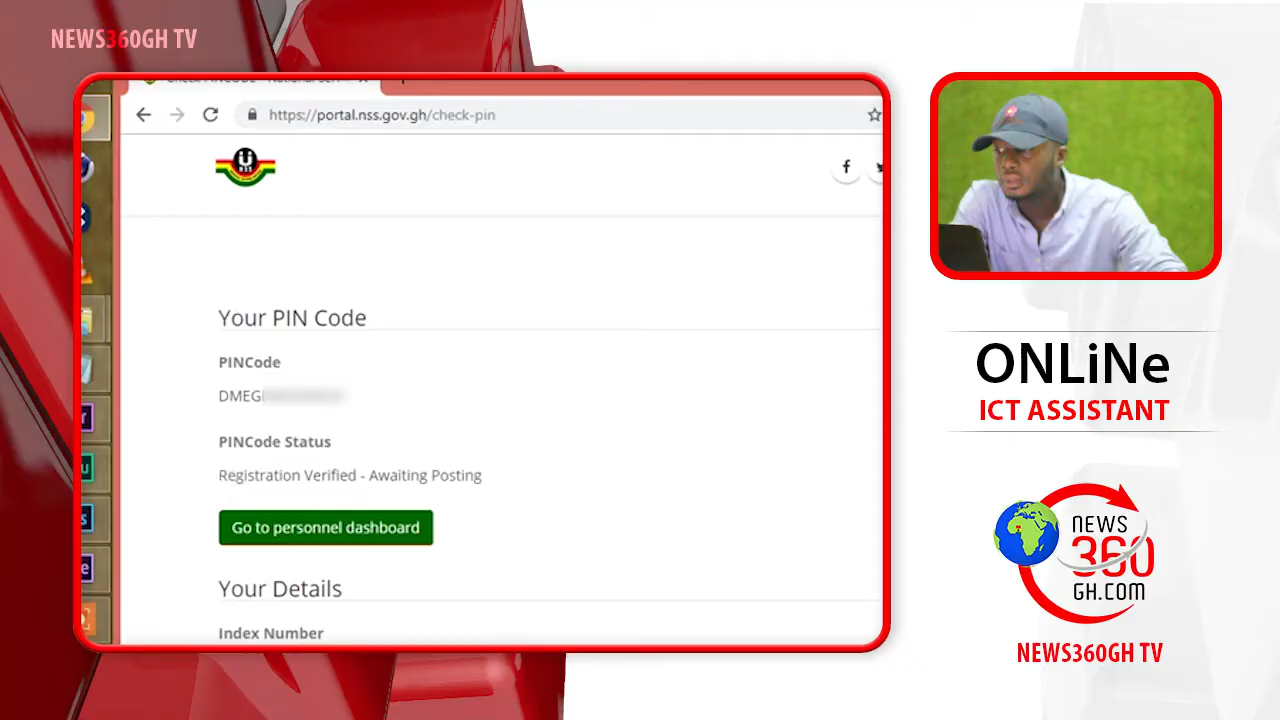 NEWS360GH TV
https://portal.nss.gov.gh/check-pin
NSS
Your PIN Code
PINCode
DMEG
PINCode Status
Registration Verified - Awaiting Posting
Go to personnel dashboard
Your Details
Index Number
ONLiNe
ICT ASSISTANT
NEWS
360
GH.COM
NEWS360GH TV